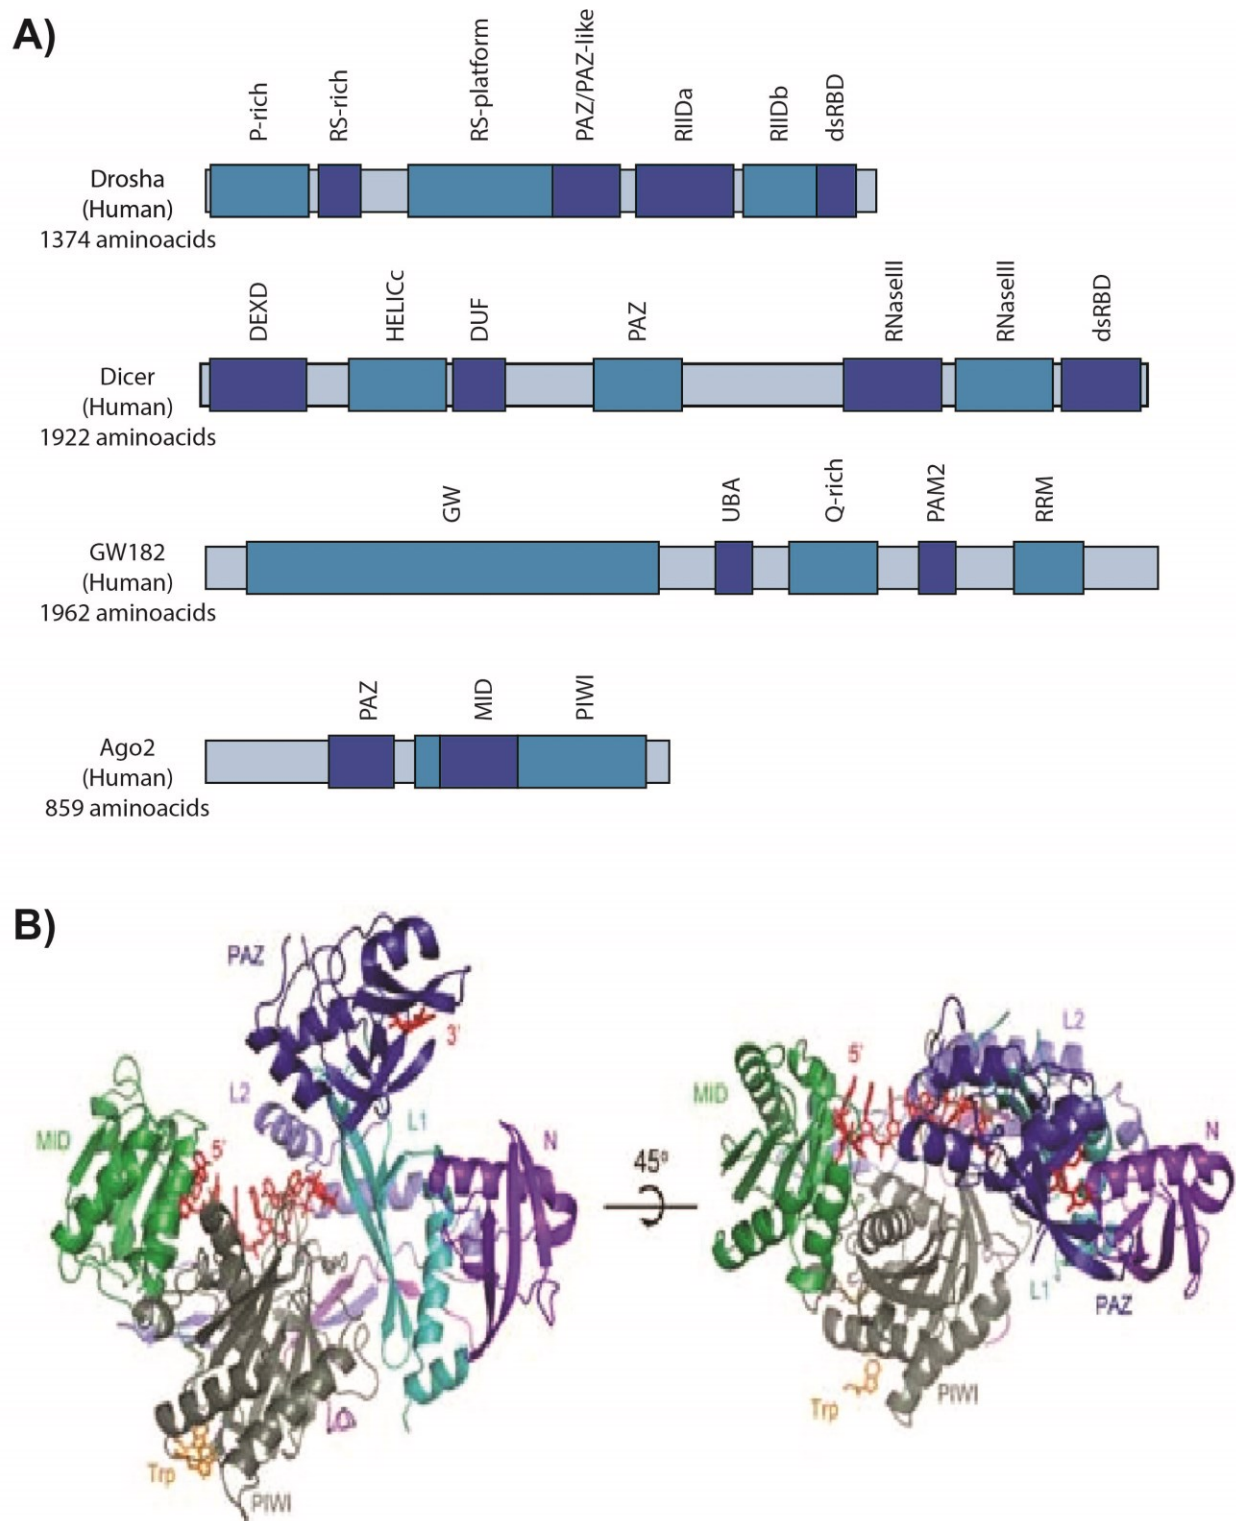 A)
P-rich
RS-rich
RS-platform
PAZ/PAZ-like
RIIDa
RIIDb
dsRBD
Drosha
(Human)
1374 aminoacids
DEXD
HELICc
DUF
PAZ
RNaseIII
RNaseIII
dsRBD
Dicer
(Human)
1922 aminoacids
GW
UBA
Q-rich
PAM2
RRM
GW182
(Human)
1962 aminoacids
PAZ
MID
PIWI
Ago2
(Human)
859 aminoacids
B)
PAZ
3'
L2
L1
MID
5'
N
Trp
PIWI
45º
L2
5'
MID
N
L1
PAZ
Trp
PIWI